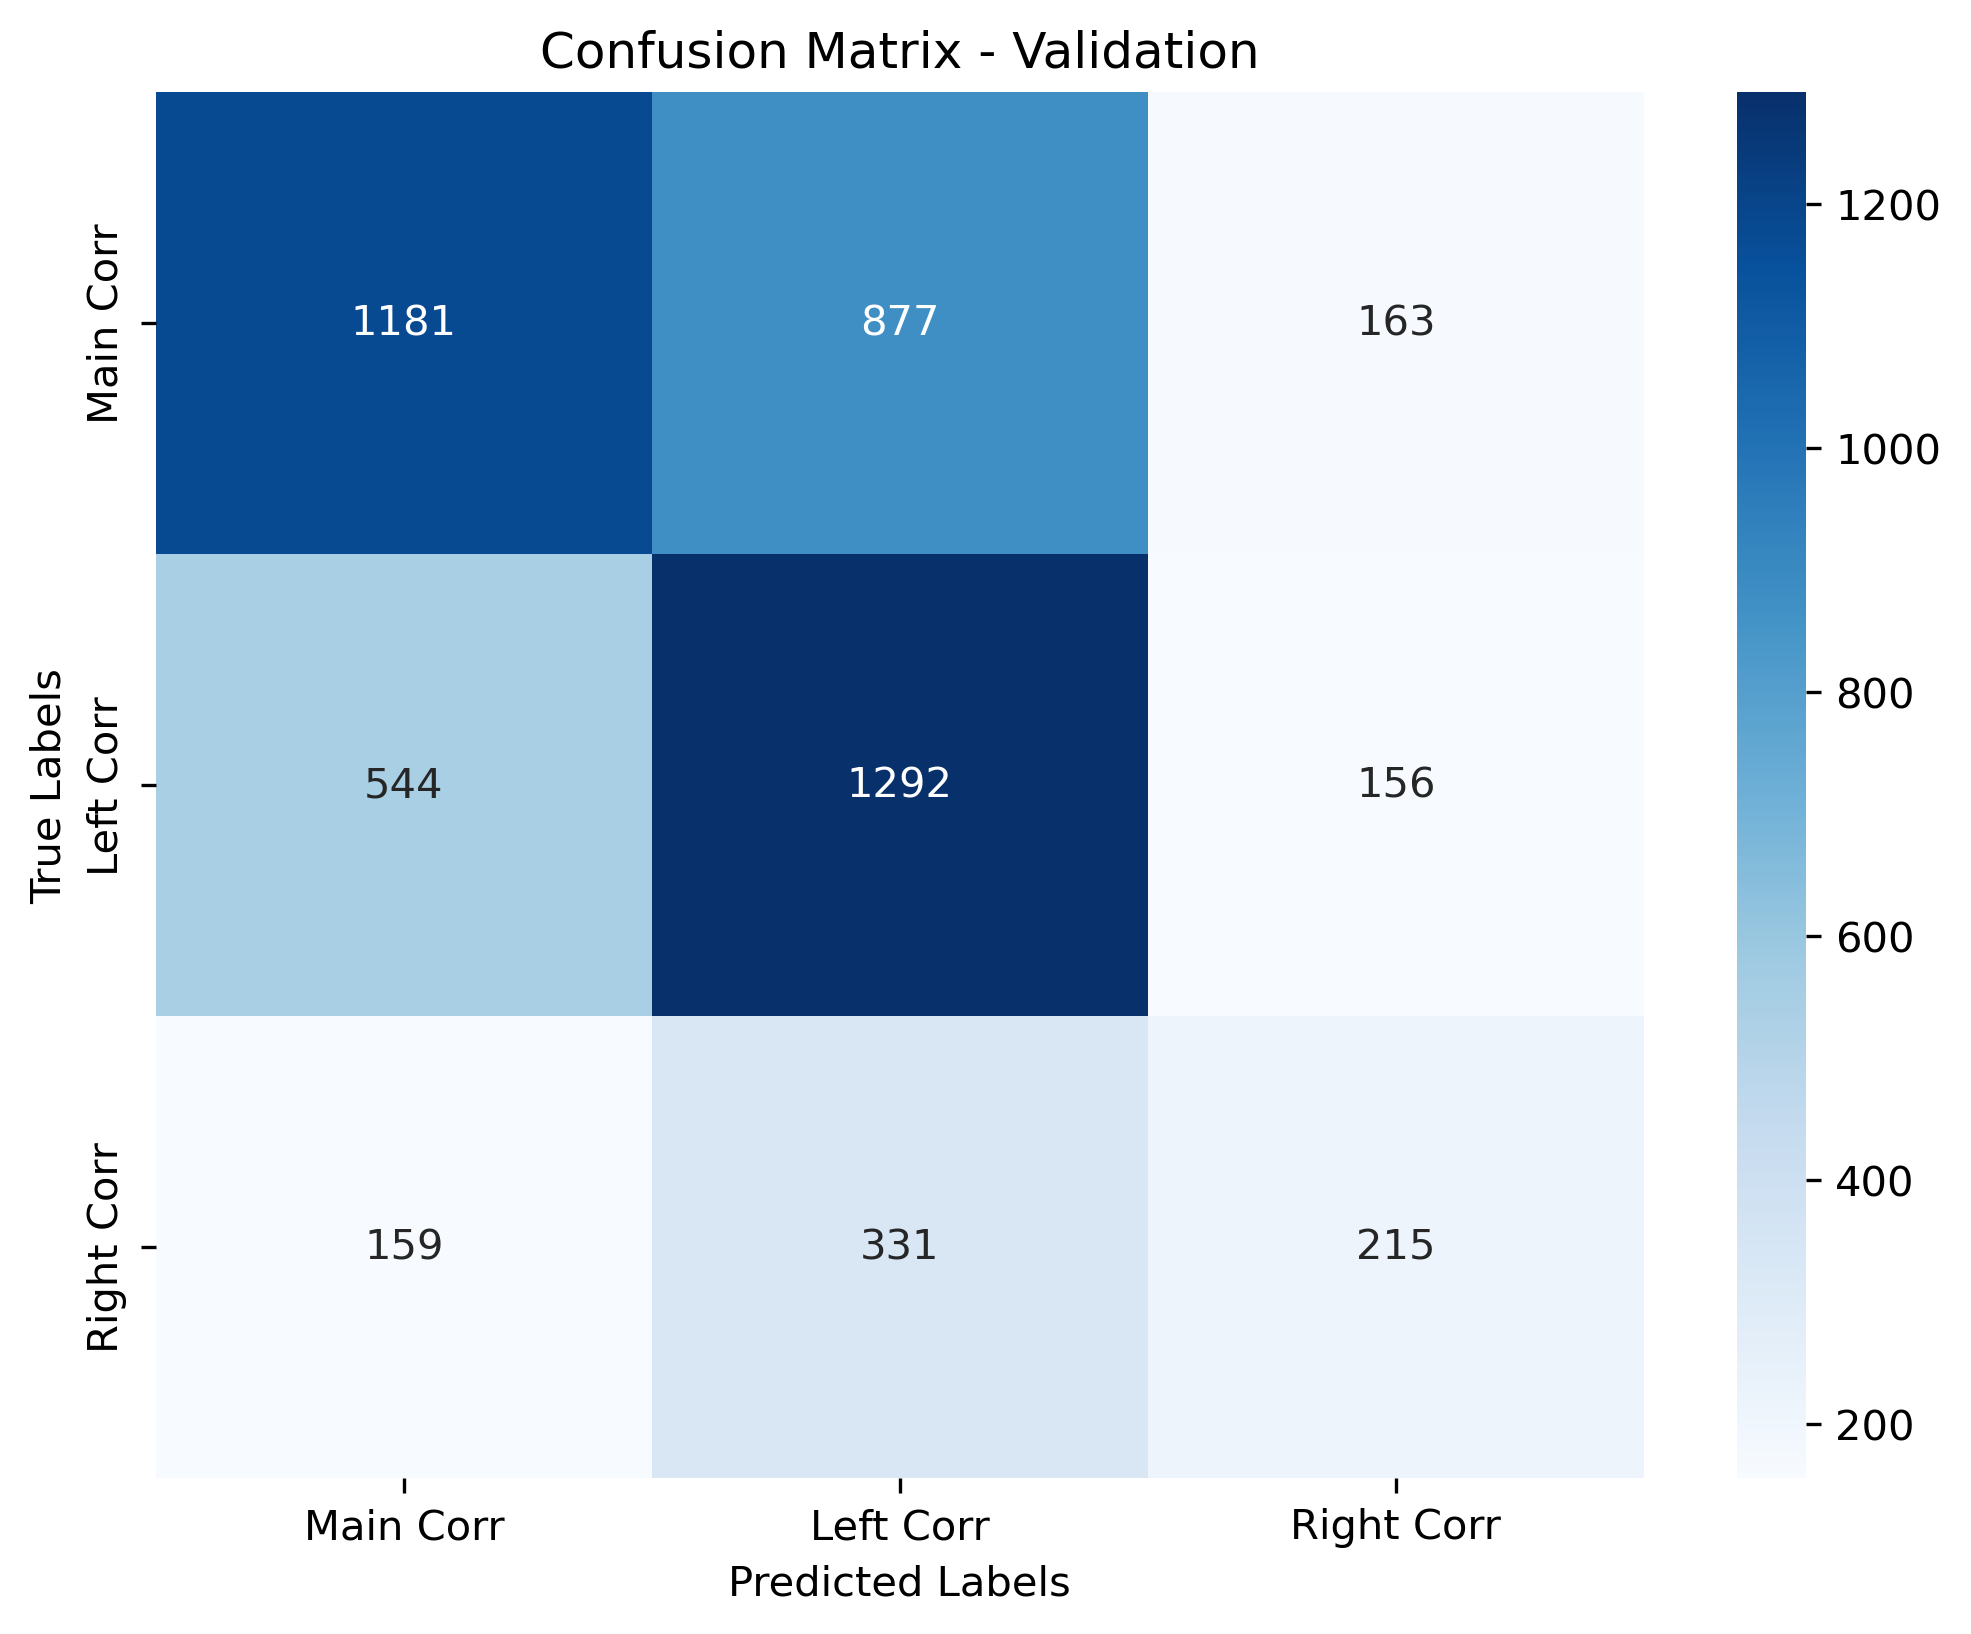 Confusion Matrix - Validation
True Labels
Main Corr
1181 877 163
Left Corr
544 1292 156
Right Corr
159 331 215
Main Corr Left Corr Right Corr
Predicted Labels
1200
1000
800
600
400
200